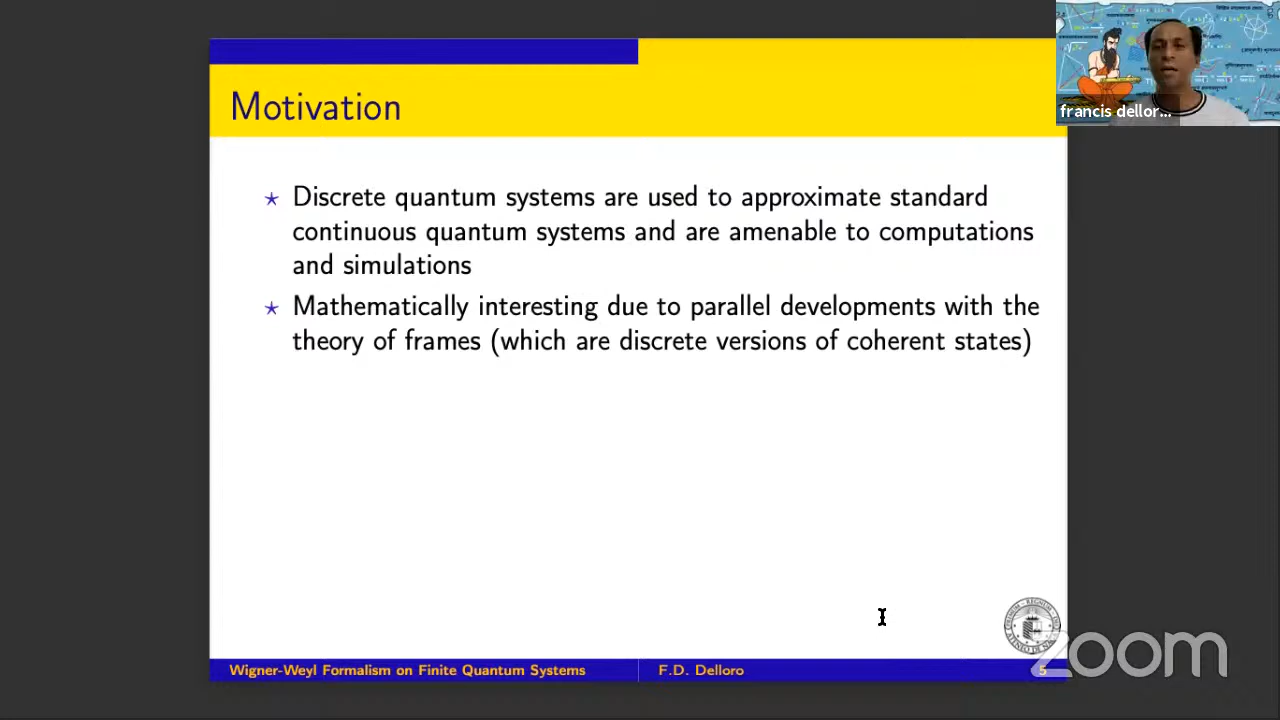 Motivation
francis dellor...
⋆ Discrete quantum systems are used to approximate standard
continuous quantum systems and are amenable to computations
and simulations
⋆ Mathematically interesting due to parallel developments with the
theory of frames (which are discrete versions of coherent states)
zoom
Wigner-Weyl Formalism on Finite Quantum Systems
F.D. Delloro
5